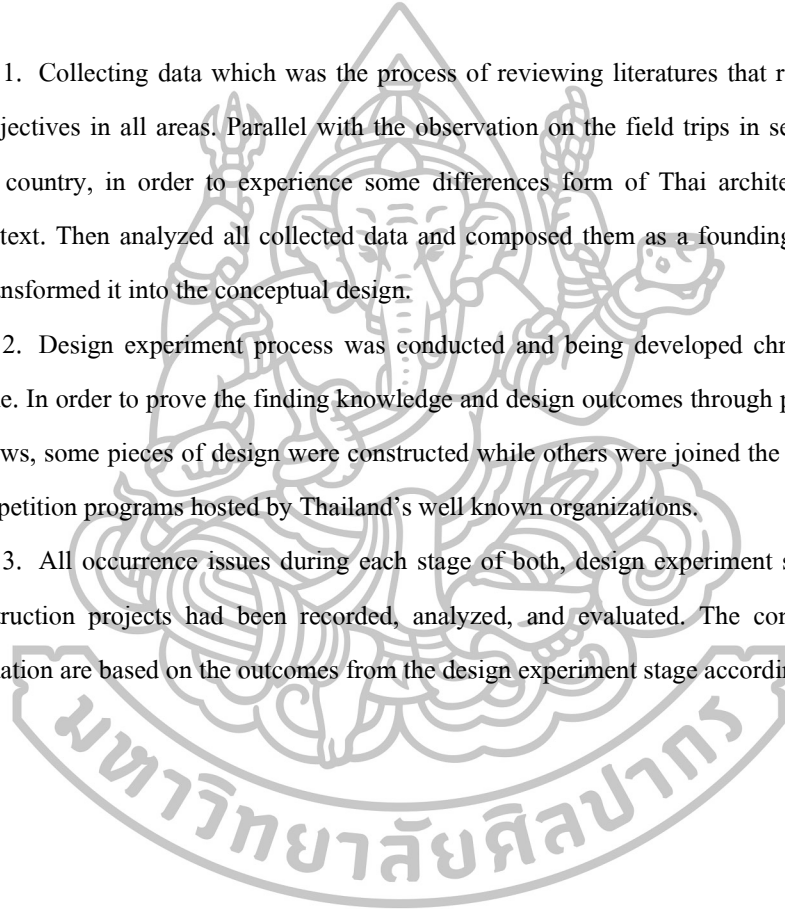 1. Collecting data which was the process of reviewing literatures that r
jectives in all areas. Parallel with the observation on the field trips in se
country, in order to experience some differences form of Thai archite
text. Then analyzed all collected data and composed them as a founding
nsformed it into the conceptual design.
2. Design experiment process was conducted and being developed chr
e. In order to prove the finding knowledge and design outcomes through p
ws, some pieces of design were constructed while others were joined the
petition programs hosted by Thailand’s well known organizations.
3. All occurrence issues during each stage of both, design experiment s
ruction projects had been recorded, analyzed, and evaluated. The con
ation are based on the outcomes from the design experiment stage accordin
มหาวิทยาลัยศิลปากร